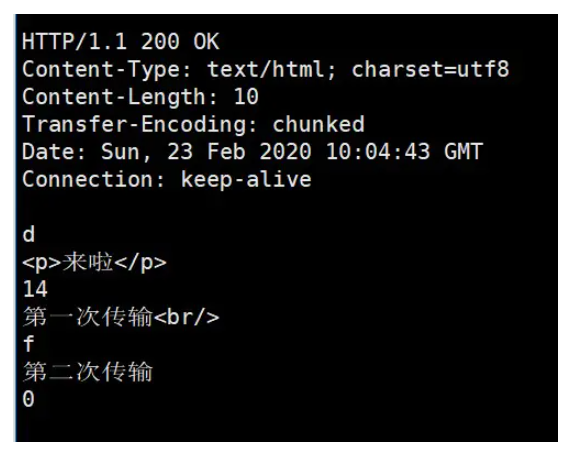 HTTP/1.1 200 OK
Content-Type: text/html; charset=utf8
Content-Length: 10
Transfer-Encoding: chunked
Date: Sun, 23 Feb 2020 10:04:43 GMT
Connection: keep-alive
d
<p>来啦</p>
14
第一次传输<br/>
f
第二次传输
0